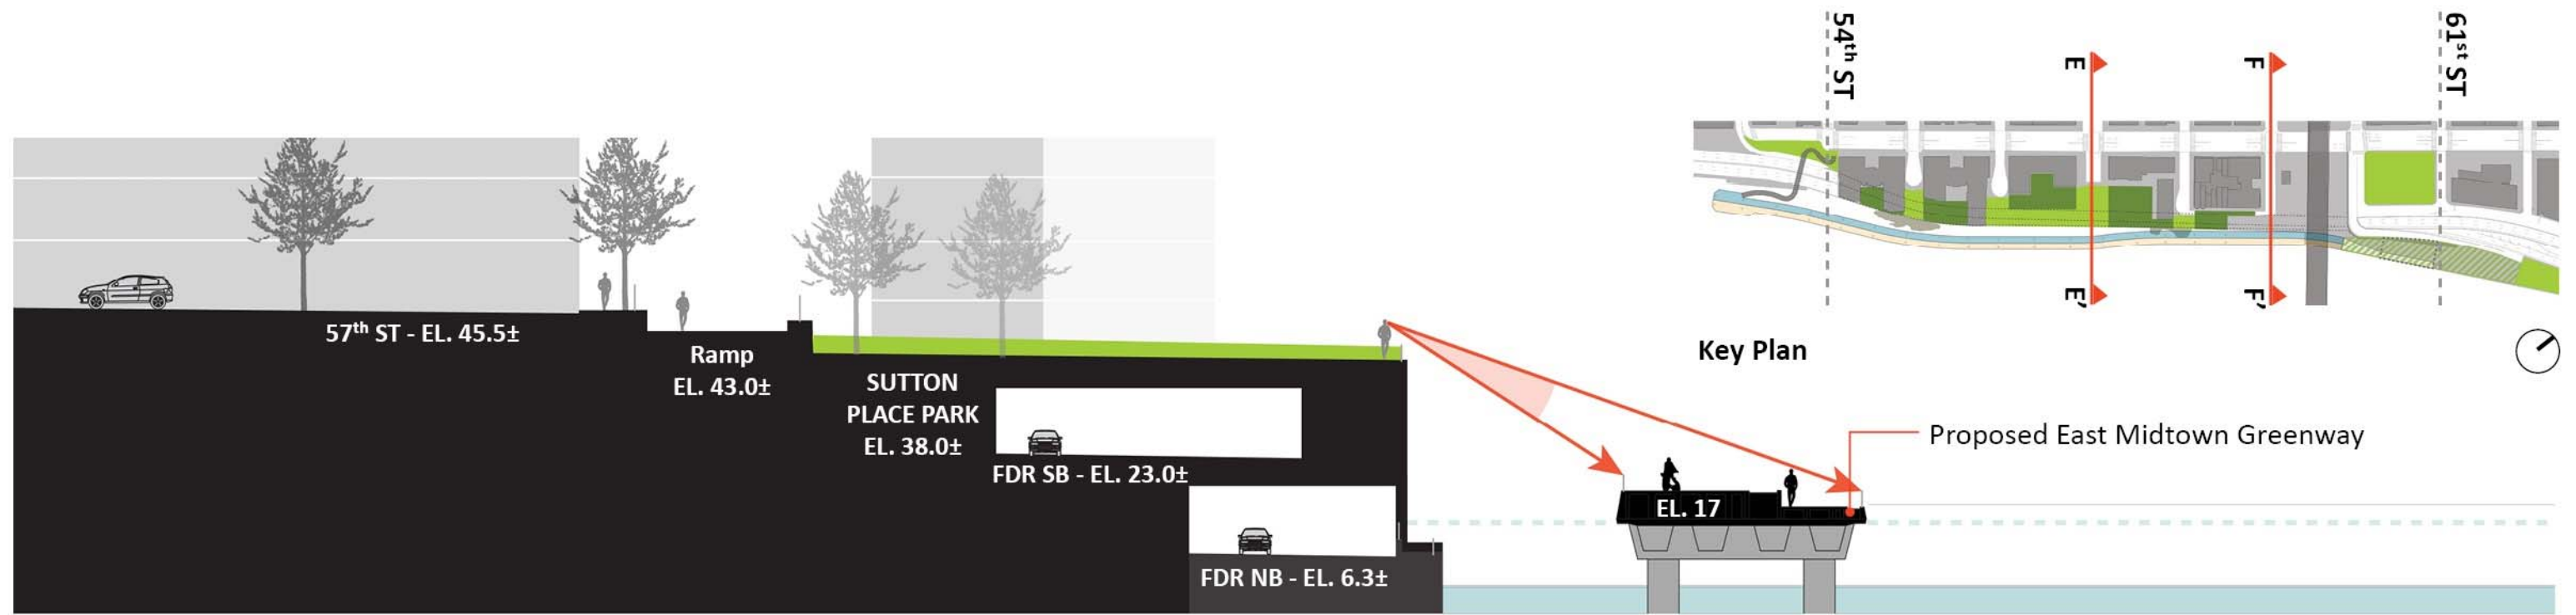 57th ST - EL. 45.5±
Ramp
EL. 43.0±
SUTTON
PLACE PARK
EL. 38.0±
FDR SB - EL. 23.0±
FDR NB - EL. 6.3±
EL. 17
Proposed East Midtown Greenway
54th ST
E
F
61st ST
E'
F'
Key Plan